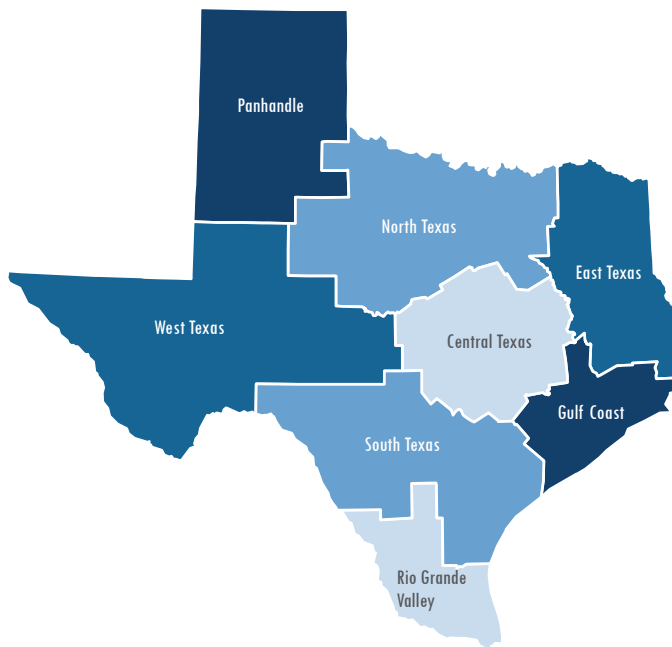 Panhandle
North Texas
East Texas
West Texas
Central Texas
Gulf Coast
South Texas
Rio Grande
Valley